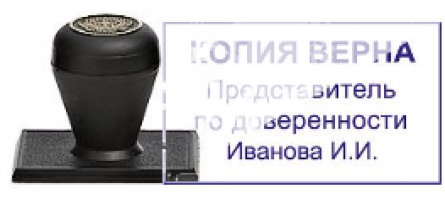 КОПИЯ ВЕРНА
Представитель
по доверенности
Иванова И.И.